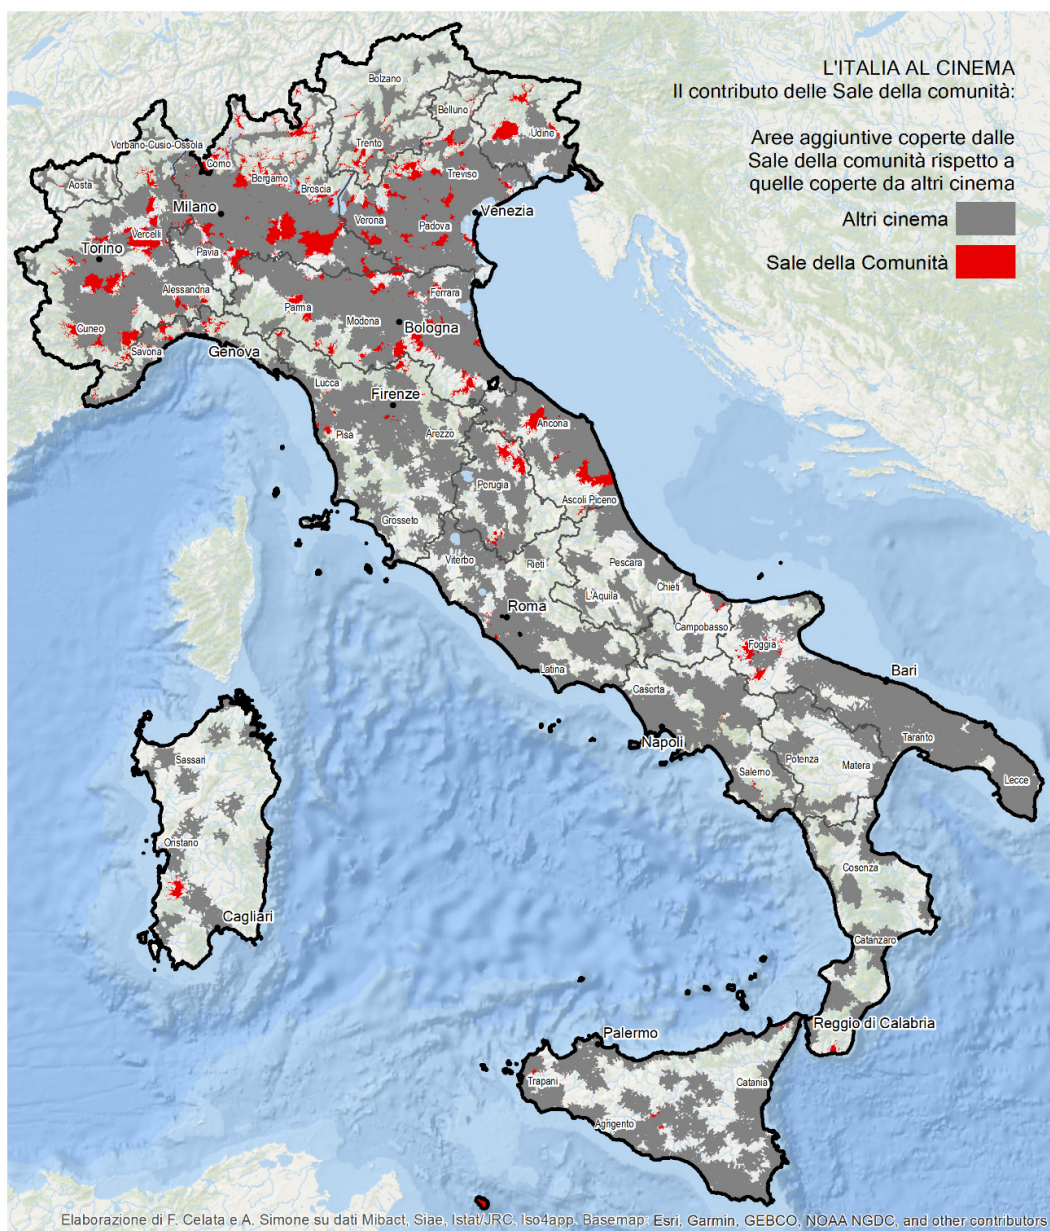 L'ITALIA AL CINEMA
Il contributo delle Sale della comunità:
Aree aggiuntive coperte dalle
Sale della comunità rispetto a
quelle coperte da altri cinema
Altri cinema
Sale della Comunità
Bolzano
Belluno
Udine
Verbano-Cusio-Ossola
Trento
Como
Aosta
Bergamo
Treviso
Brescia
Milano
Venezia
Verona
Padova
Vercelli
Torino
Pavia
Alessandria
Ferrara
Parma
Modena
Cuneo
Bologna
Savona
Genova
Lucca
Firenze
Ancona
Pisa
Arezzo
Perugia
Ascoli Piceno
Grosseto
Viterbo
Rieti
Pescara
Chieti
L'Aquila
Roma
Campobasso
Foggia
Latina
Bari
Caserta
Napoli
Taranto
Potenza
Sassari
Salerno
Matera
Lecce
Oristano
Cosenza
Cagliari
Catanzaro
Reggio di Calabria
Palermo
Trapani
Catania
Agrigento
Elaborazione di F. Celata e A. Simone su dati Mibact, Siae, Istat/JRC, Iso4app. Basemap: Esri, Garmin, GEBCO, NOAA NGDC, and other contributors